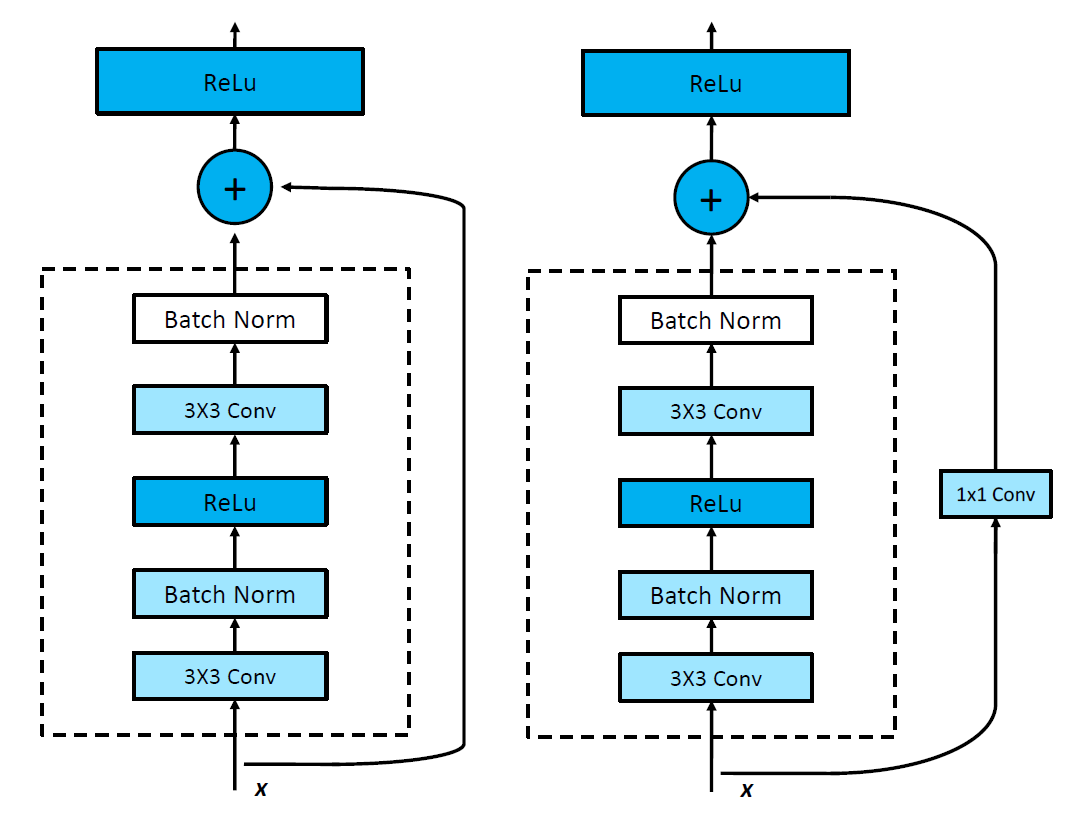 ReLu
+
Batch Norm
3X3 Conv
ReLu
Batch Norm
3X3 Conv
x
ReLu
+
Batch Norm
3X3 Conv
ReLu
1x1 Conv
Batch Norm
3X3 Conv
x